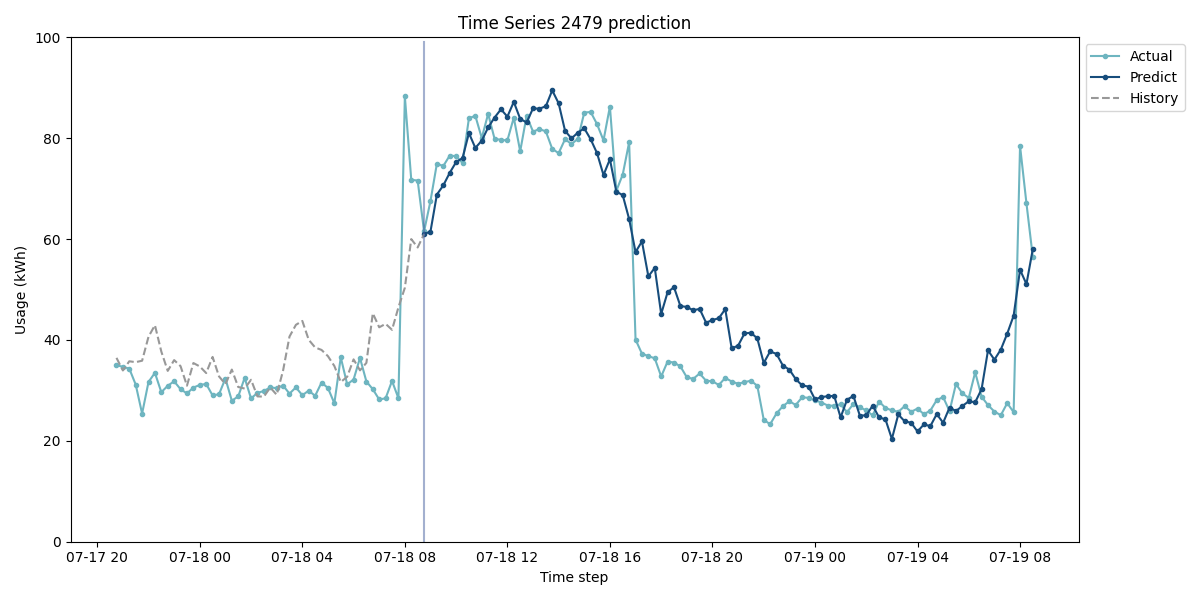 Time Series 2479 prediction
100
80
60
40
20
0
Usage (kWh)
07-17 20
07-18 00
07-18 04
07-18 08
07-18 12
07-18 16
07-18 20
07-19 00
07-19 04
07-19 08
Time step
Actual
Predict
History